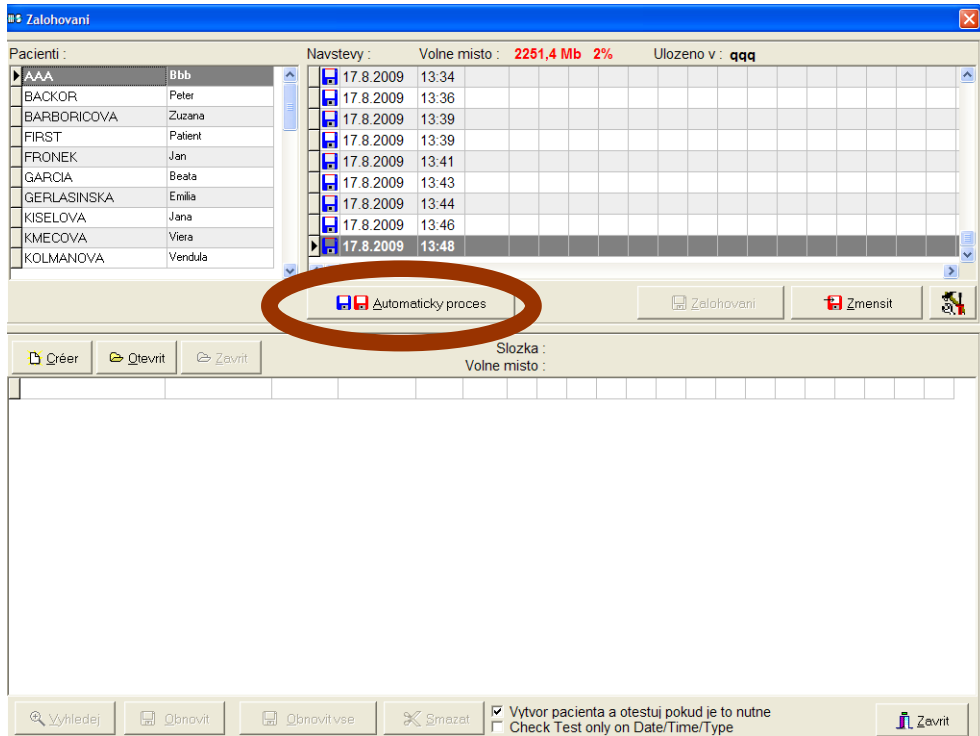 Zalohovani
Pacienti :
Navstevy : Volne misto : 2251,4 Mb 2% Ulozeno v : qqq
AAA Bbb
BACKOR Peter
BARBORICOVA Zuzana
FIRST Patient
FRONEK Jan
GARCIA Beata
GERLASINSKA Emilia
KISELOVA Jana
KMECOVA Viera
KOLMANOVA Vendula
17.8.2009 13:34
17.8.2009 13:36
17.8.2009 13:39
17.8.2009 13:39
17.8.2009 13:41
17.8.2009 13:43
17.8.2009 13:44
17.8.2009 13:46
17.8.2009 13:48
Automaticky proces
Zalohovani
Zmensit
Créer
Otevrit
Zavrit
Slozka :
Volne misto :
Vyhledej
Obnovit
Obnovit vse
Smazat
Vytvor pacienta a otestuj pokud je to nutne
Check Test only on Date/Time/Type
Zavrit